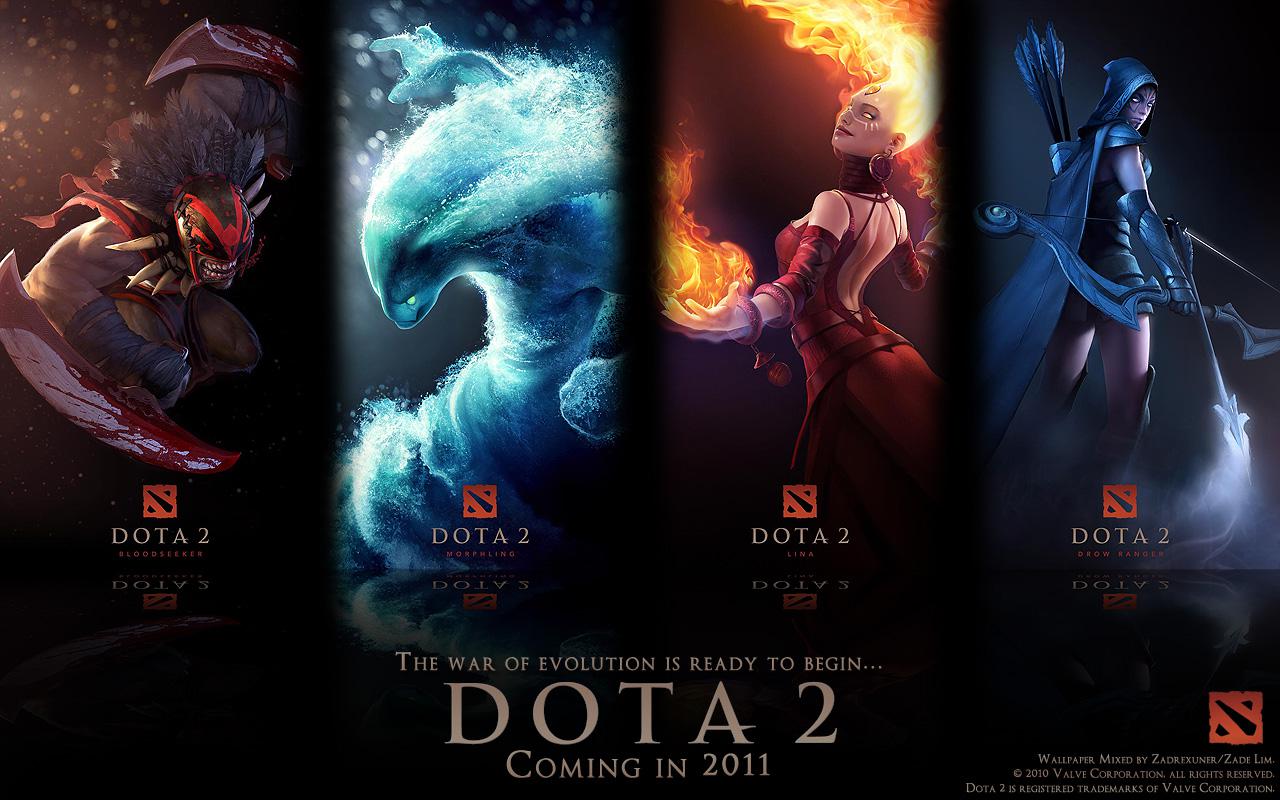 DOTA 2
BLOODSEEKER
DOTA 2
MORPHLING
DOTA 2
LINA
DOTA 2
DROW RANGER
The war of evolution is ready to begin...
DOTA 2
Coming in 2011
Wallpaper Mixed by Zadrexuner/Zade Lim.
© 2010 Valve Corporation, all rights reserved.
Dota 2 is registered trademarks of Valve Corporation.